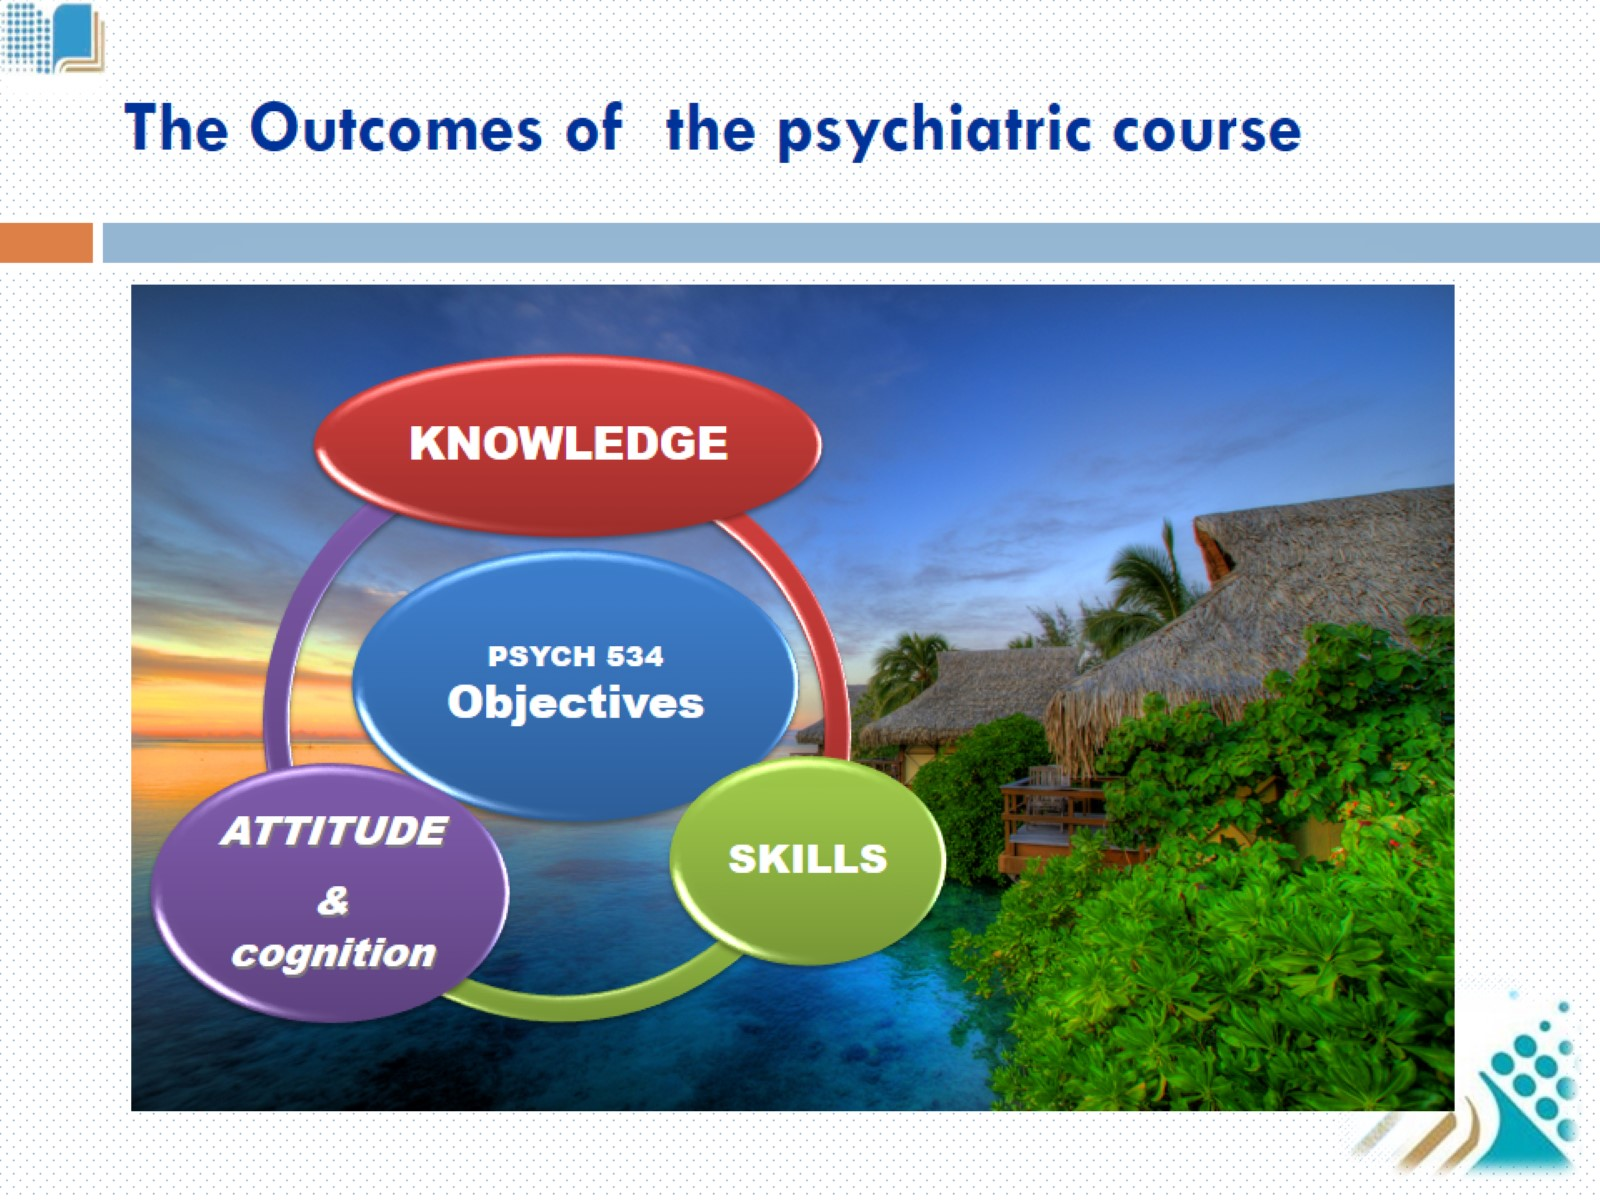 The Outcomes of  the psychiatric course
KNOWLEDGE
PSYCH 534
Objectives
ATTITUDE
&
cognition
SKILLS